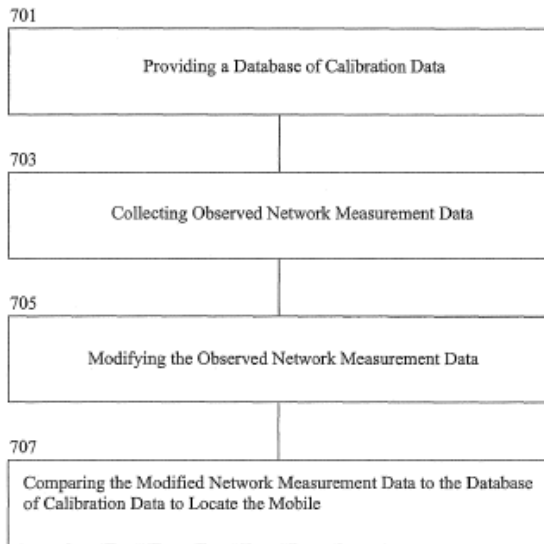 701
Providing a Database of Calibration Data
703
Collecting Observed Network Measurement Data
705
Modifying the Observed Network Measurement Data
707
Comparing the Modified Network Measurement Data to the Database
of Calibration Data to Locate the Mobile